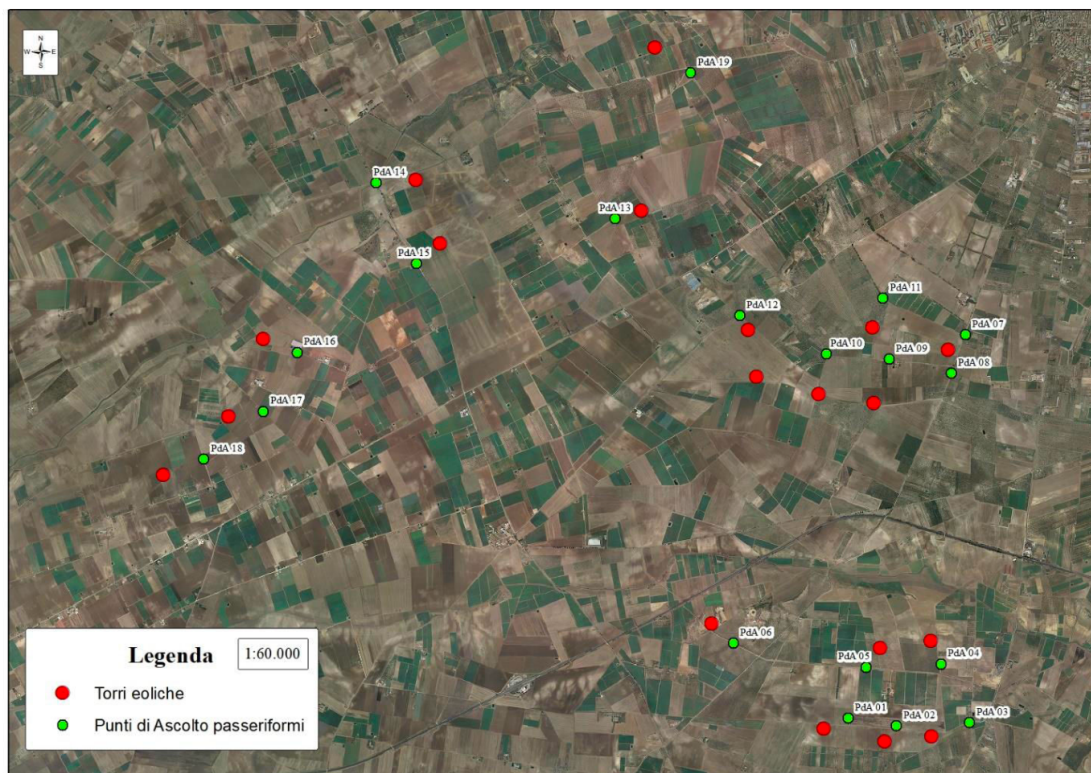 N
W E
S
PdA 19
PdA 14
PdA 13
PdA 15
PdA 11
PdA 12
PdA 07
PdA 16
PdA 10
PdA 09
PdA 08
PdA 17
PdA 18
PdA 06
PdA 05
PdA 04
PdA 01
PdA 02
PdA 03
Legenda
1:60.000
Torri eoliche
Punti di Ascolto passeriformi